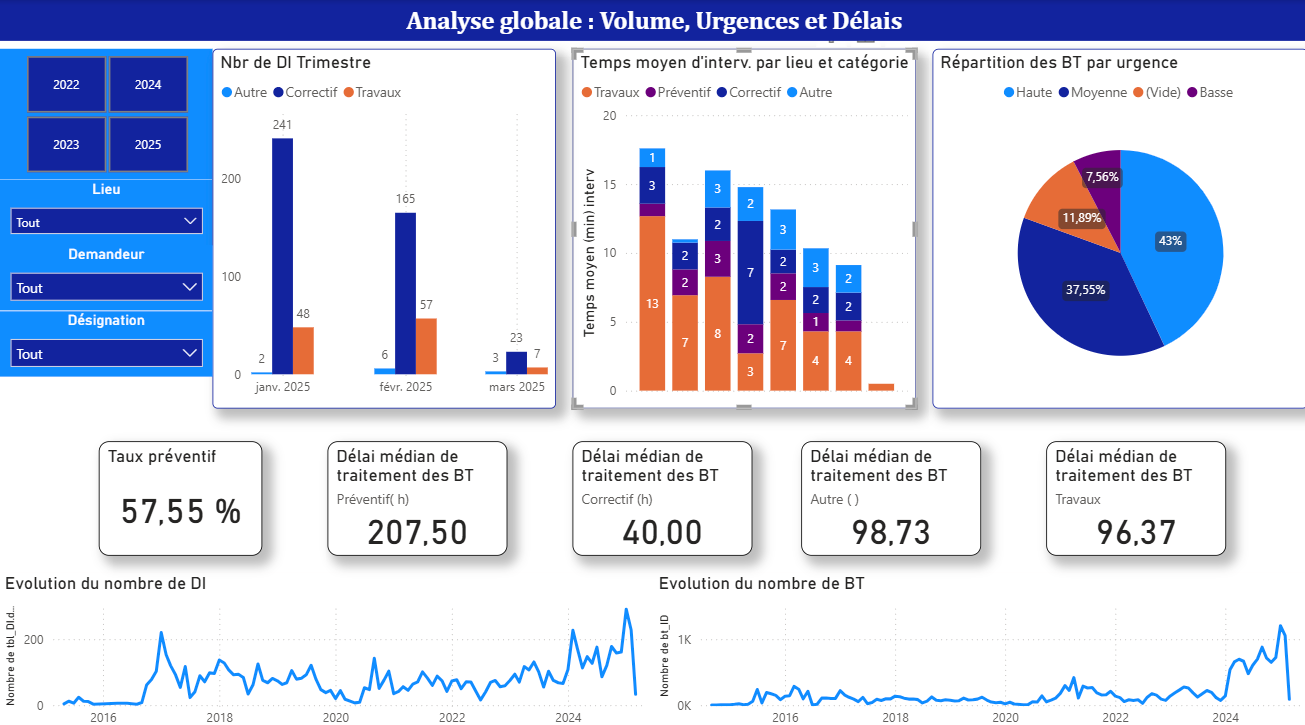 Analyse globale : Volume, Urgences et Délais
2022
2024
2023
2025
Lieu
Tout
Demandeur
Tout
Désignation
Tout
Nbr de DI Trimestre
Autre Correctif Travaux
200
100
0
2
241
48
6
165
57
3
23
7
janv. 2025
févr. 2025
mars 2025
Temps moyen d'interv. par lieu et catégorie
Travaux Préventif Correctif Autre
Temps moyen (min) interv
20
15
10
5
0
1
3
13
2
2
7
3
2
3
8
2
7
2
3
3
2
2
7
3
2
1
4
2
2
4
Répartition des BT par urgence
Haute Moyenne (Vide) Basse
7,56%
11,89%
43%
37,55%
Taux préventif
57,55 %
Délai médian de
traitement des BT
Préventif( h)
207,50
Délai médian de
traitement des BT
Correctif (h)
40,00
Délai médian de
traitement des BT
Autre ( )
98,73
Délai médian de
traitement des BT
Travaux
96,37
Evolution du nombre de DI
Nombre de tbl_DI.d...
200
0
2016
2018
2020
2022
2024
Evolution du nombre de BT
Nombre de bt_ID
1K
0K
2016
2018
2020
2022
2024